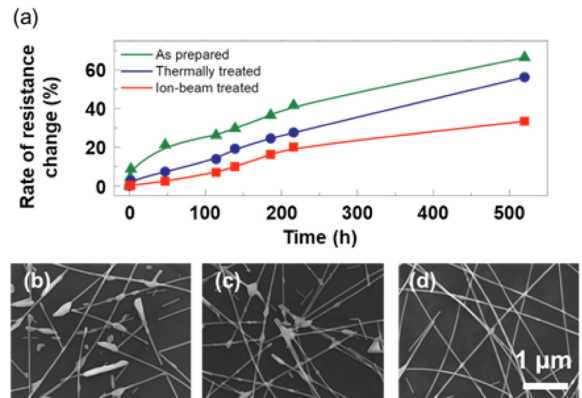 (a)
As prepared
Thermally treated
Ion-beam treated
Rate of resistance
change (%)
60
40
20
0
0
100
200
300
400
500
Time (h)
(b)
(c)
(d)
1 μm